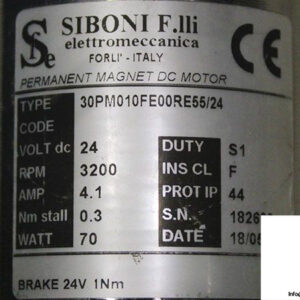 Sfe SIBONI F.lli
elettromeccanica
FORLI' - ITALY
CE
PERMANENT MAGNET DC MOTOR
TYPE 30PM010FE00RE55/24
CODE
VOLT dc 24 DUTY S1
RPM 3200 INS CL F
AMP 4.1 PROT IP 44
Nm stall 0.3 S.N.
WATT 70 DATE
BRAKE 24V 1Nm